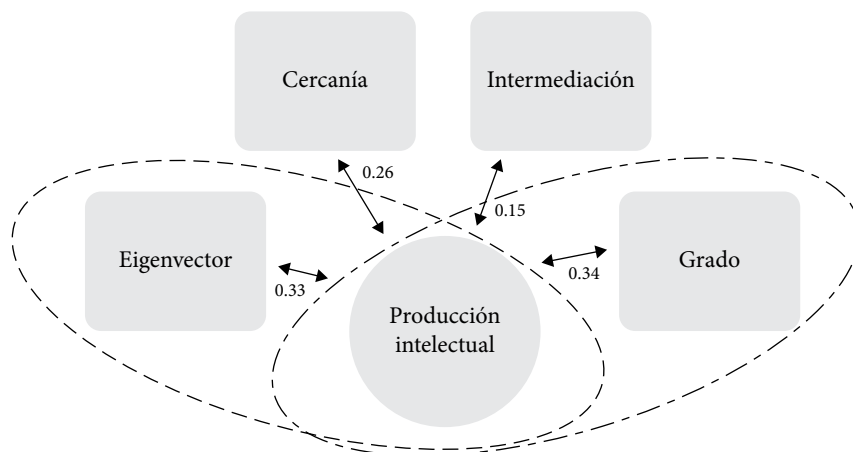 Cercanía
Intermediación
0.26
0.15
Eigenvector
0.33
0.34
Grado
Producción
intelectual